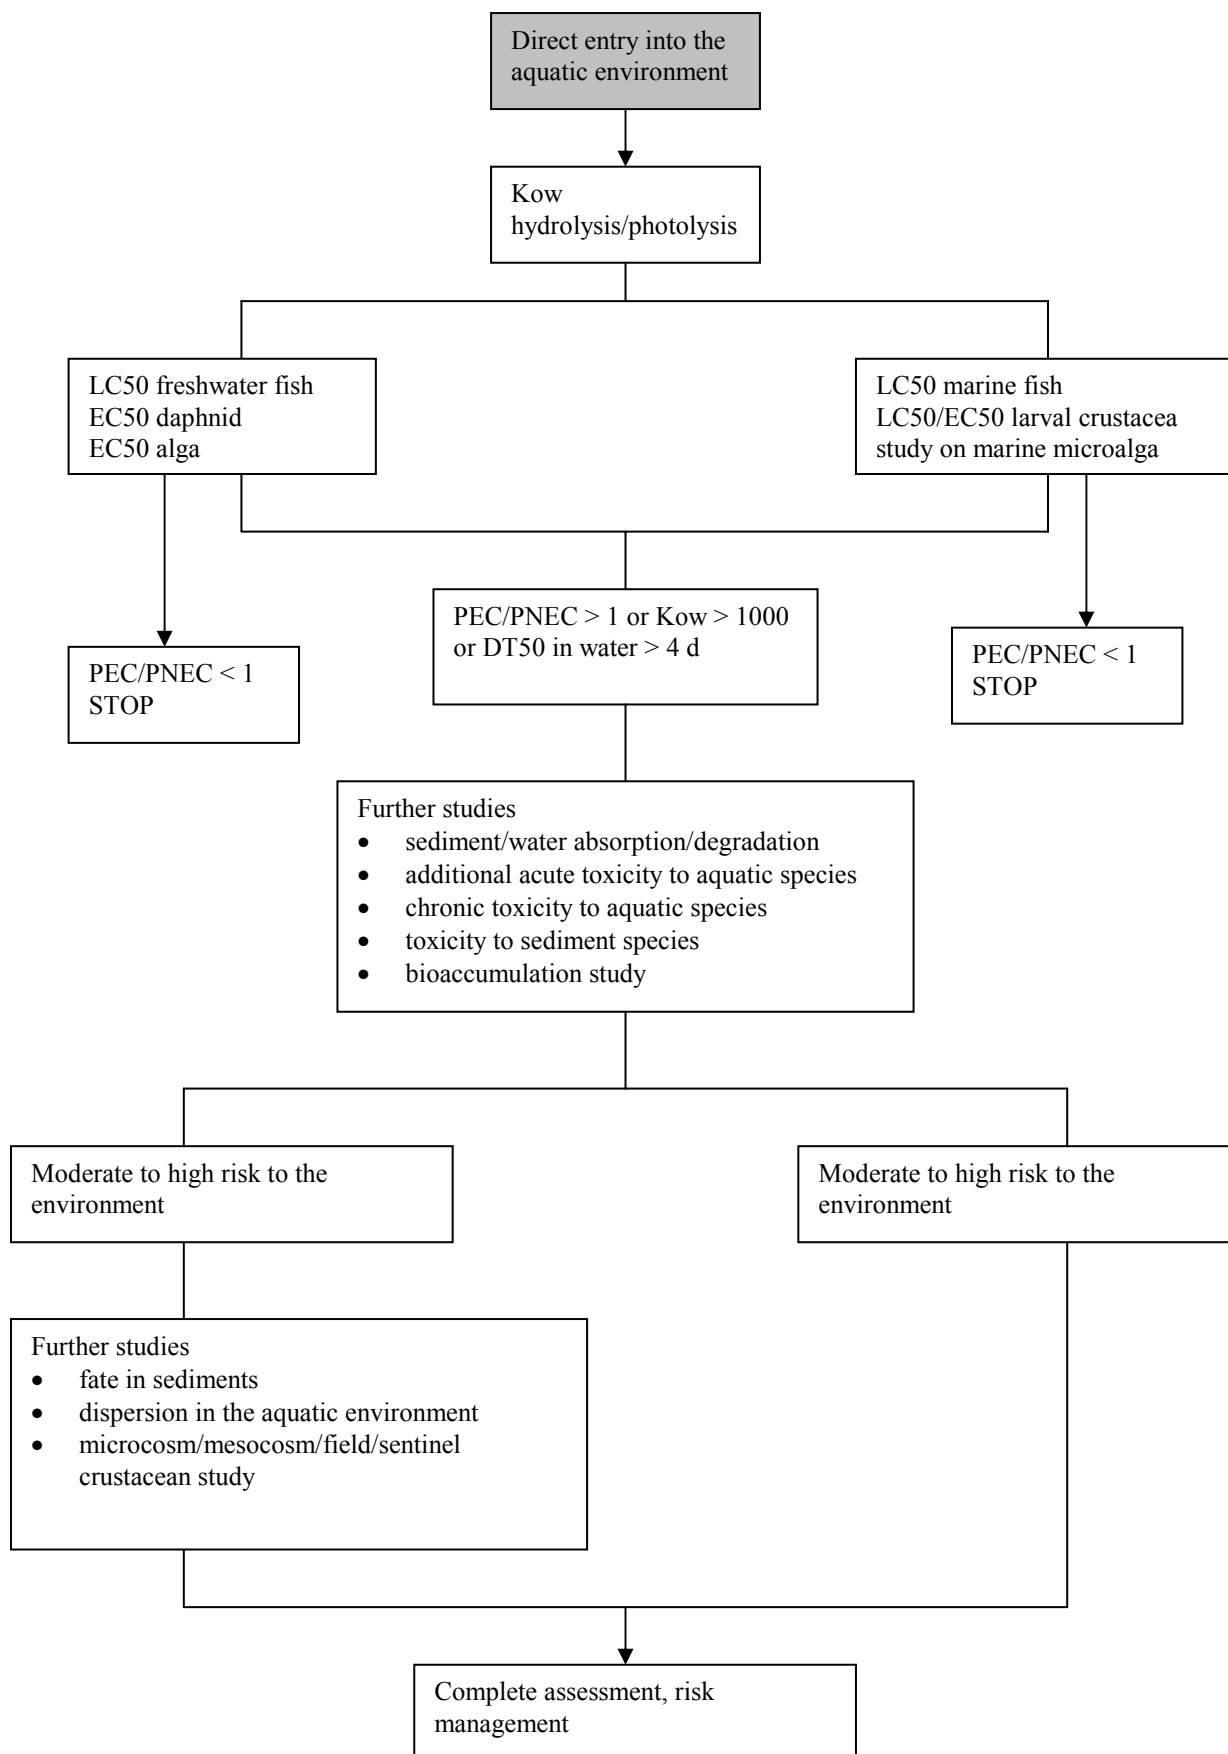 Direct entry into the
aquatic environment
Kow
hydrolysis/photolysis
LC50 freshwater fish
EC50 daphnid
EC50 alga
LC50 marine fish
LC50/EC50 larval crustacea
study on marine microalga
PEC/PNEC > 1 or Kow > 1000
or DT50 in water > 4 d
PEC/PNEC < 1
STOP
PEC/PNEC < 1
STOP
Further studies
• sediment/water absorption/degradation
• additional acute toxicity to aquatic species
• chronic toxicity to aquatic species
• toxicity to sediment species
• bioaccumulation study
Moderate to high risk to the
environment
Moderate to high risk to the
environment
Further studies
• fate in sediments
• dispersion in the aquatic environment
• microcosm/mesocosm/field/sentinel
crustacean study
Complete assessment, risk
management